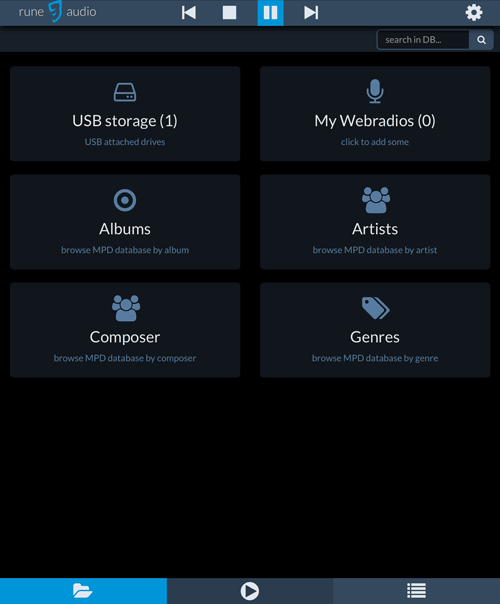 rune audio
search in DB...
USB storage (1)
USB attached drives
My Webradios (0)
click to add some
Albums
browse MPD database by album
Artists
browse MPD database by artist
Composer
browse MPD database by composer
Genres
browse MPD database by genre